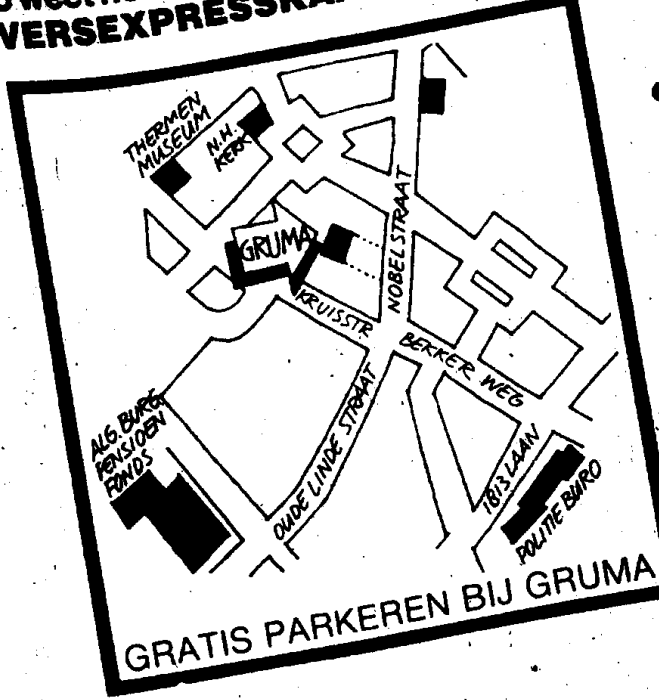 VERSEXPRESSKA
THERMEN
MUSEUM
N.H.
KERK
GRUMA
NOBELSTRAAT
KRUISSTR
BEKKER WEG
OUDE LINDE STRAAT
ALG. BURG.
PENSIOEN
FONDS
1813 LAAN
POLITIE BURO
GRATIS PARKEREN BIJ GRUMA